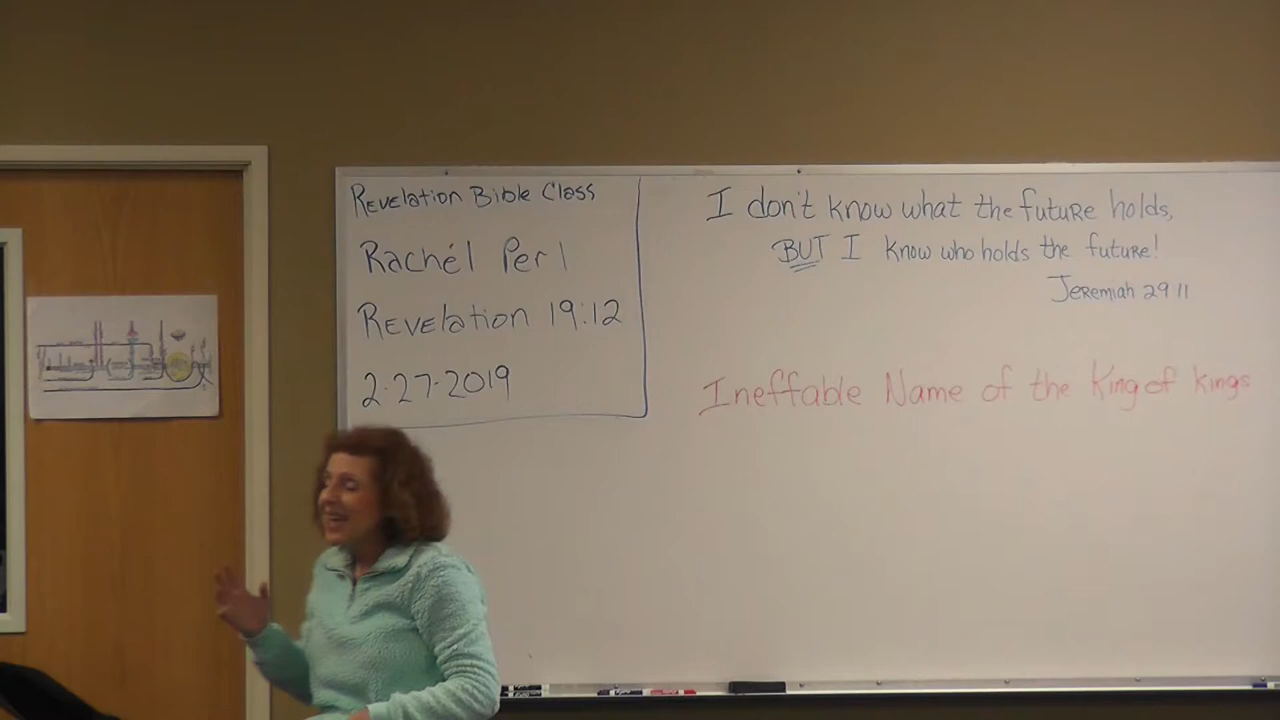 Revelation Bible Class
Rachél Perl
Revelation 19:12
2-27-2019
I don't know what the future holds,
BUT I know who holds the future!
Jeremiah 29 11
Ineffable Name of the King of kings